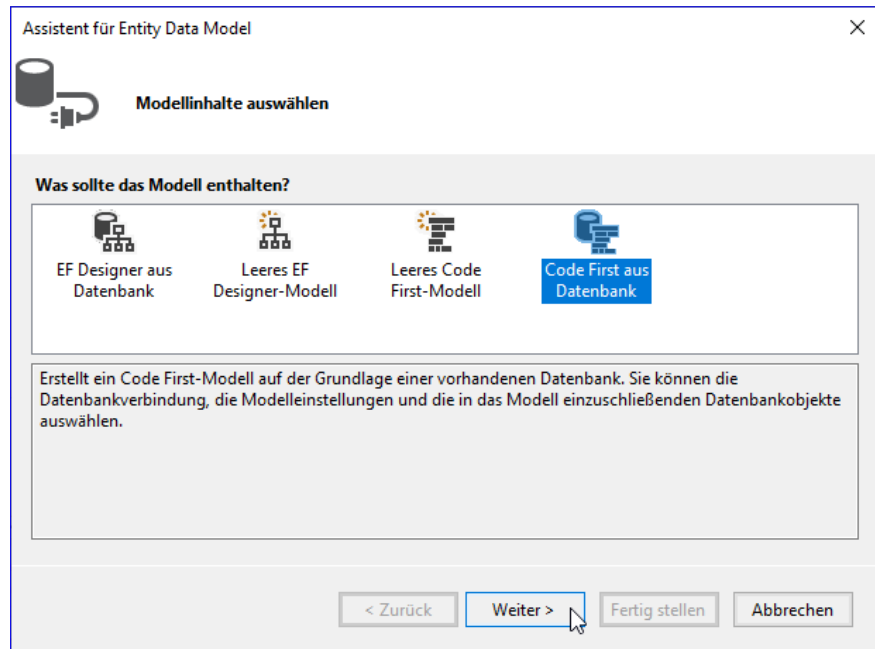 Assistent für Entity Data Model
Modellinhalte auswählen
Was sollte das Modell enthalten?
EF Designer aus
Datenbank
Leeres EF
Designer-Modell
Leeres Code
First-Modell
Code First aus
Datenbank
Erstellt ein Code First-Modell auf der Grundlage einer vorhandenen Datenbank. Sie können die
Datenbankverbindung, die Modelleinstellungen und die in das Modell einzuschließenden Datenbankobjekte
auswählen.
< Zurück
Weiter >
Fertig stellen
Abbrechen